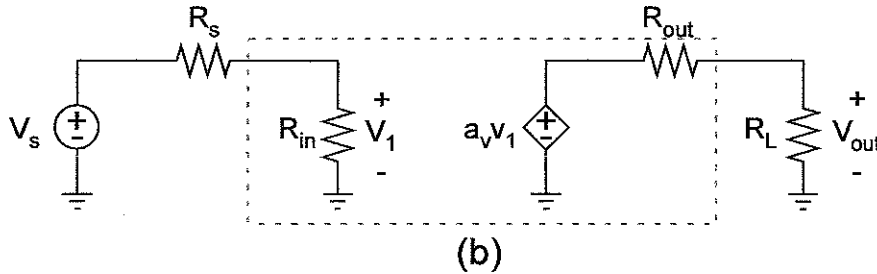 R_s
R_out
V_s
+
-
R_in
+
V_1
-
a_v v_1
+
-
R_L
+
V_out
-
(b)